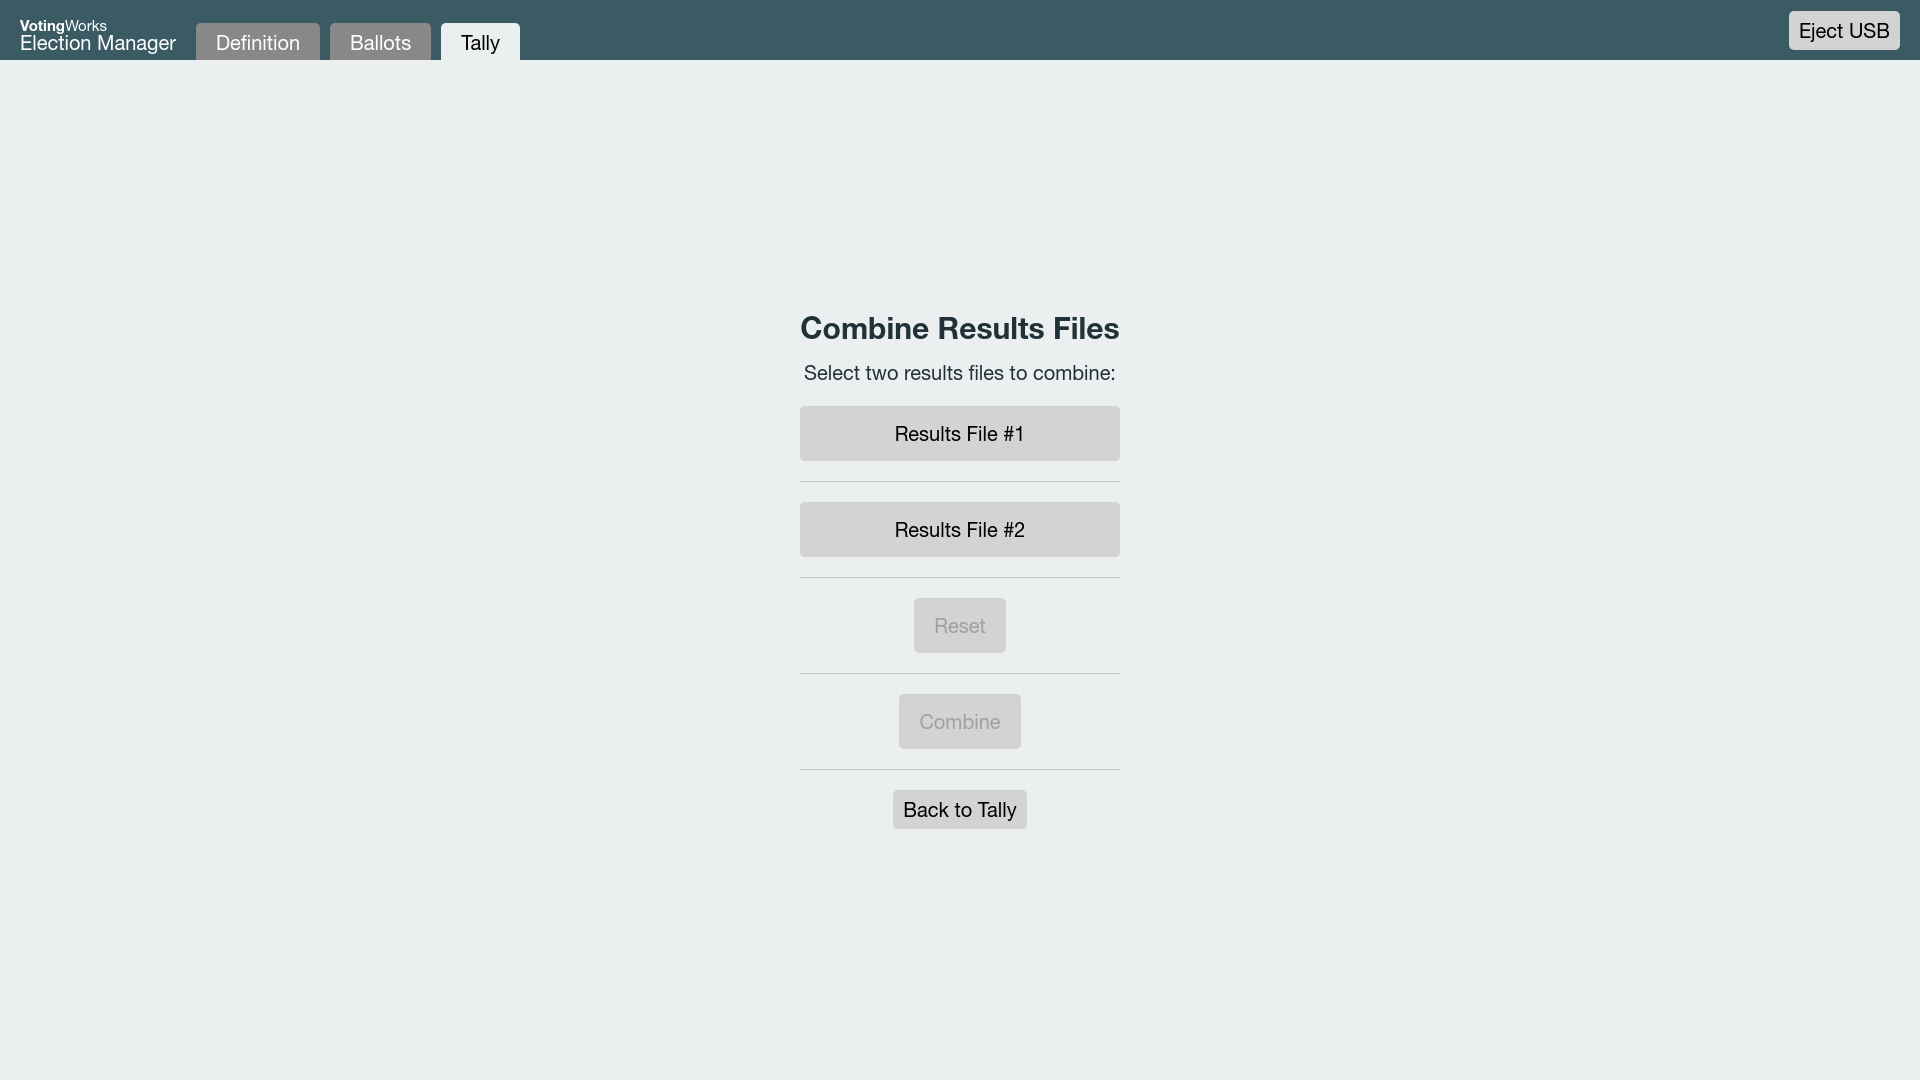 VotingWorks
Election Manager
Definition
Ballots
Tally
Eject USB
Combine Results Files
Select two results files to combine:
Results File #1
Results File #2
Reset
Combine
Back to Tally